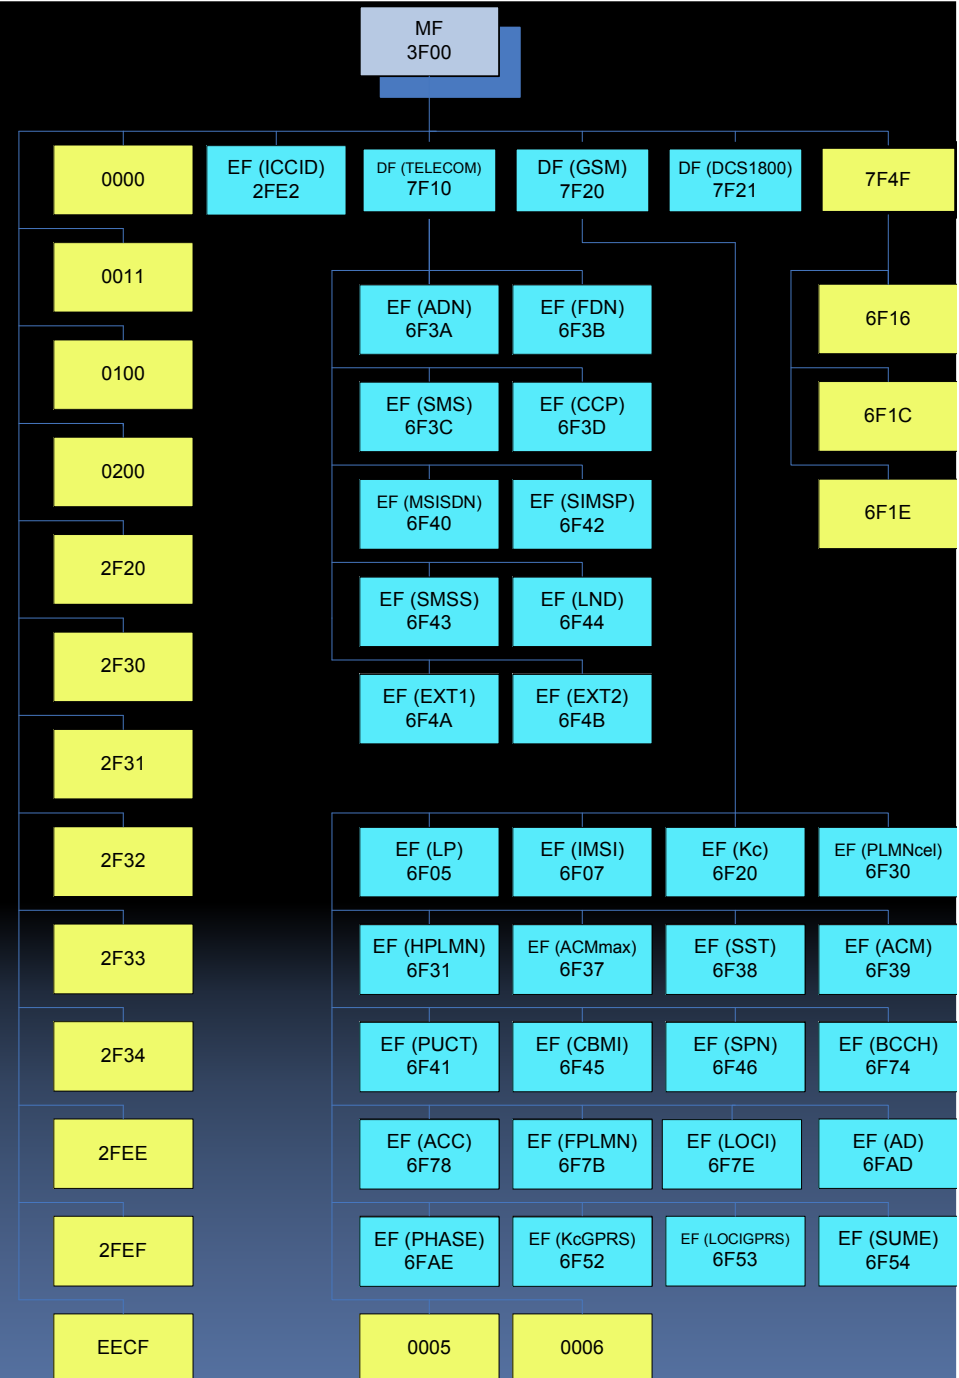 MF
3F00
0000
EF (ICCID)
2FE2
DF (TELECOM)
7F10
DF (GSM)
7F20
DF (DCS1800)
7F21
7F4F
0011
EF (ADN)
6F3A
EF (FDN)
6F3B
6F16
0100
EF (SMS)
6F3C
EF (CCP)
6F3D
6F1C
0200
EF (MSISDN)
6F40
EF (SIMSP)
6F42
6F1E
2F20
EF (SMSS)
6F43
EF (LND)
6F44
2F30
EF (EXT1)
6F4A
EF (EXT2)
6F4B
2F31
2F32
EF (LP)
6F05
EF (IMSI)
6F07
EF (Kc)
6F20
EF (PLMNcel)
6F30
2F33
EF (HPLMN)
6F31
EF (ACMmax)
6F37
EF (SST)
6F38
EF (ACM)
6F39
2F34
EF (PUCT)
6F41
EF (CBMI)
6F45
EF (SPN)
6F46
EF (BCCH)
6F74
2FEE
EF (ACC)
6F78
EF (FPLMN)
6F7B
EF (LOCI)
6F7E
EF (AD)
6FAD
2FEF
EF (PHASE)
6FAE
EF (KcGPRS)
6F52
EF (LOCIGPRS)
6F53
EF (SUME)
6F54
EECF
0005
0006